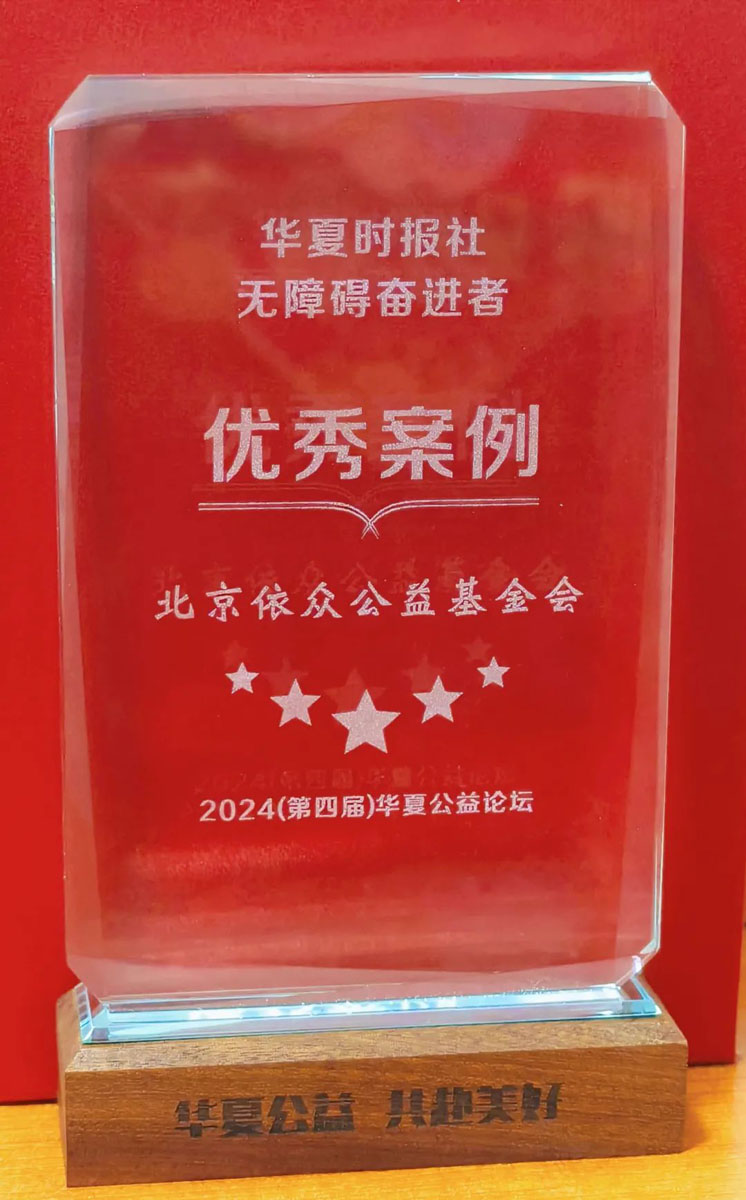 华夏时报社
无障碍奋进者
优秀案例
北京依众公益基金会
2024(第四届)华夏公益论坛
华夏公益 共赴美好